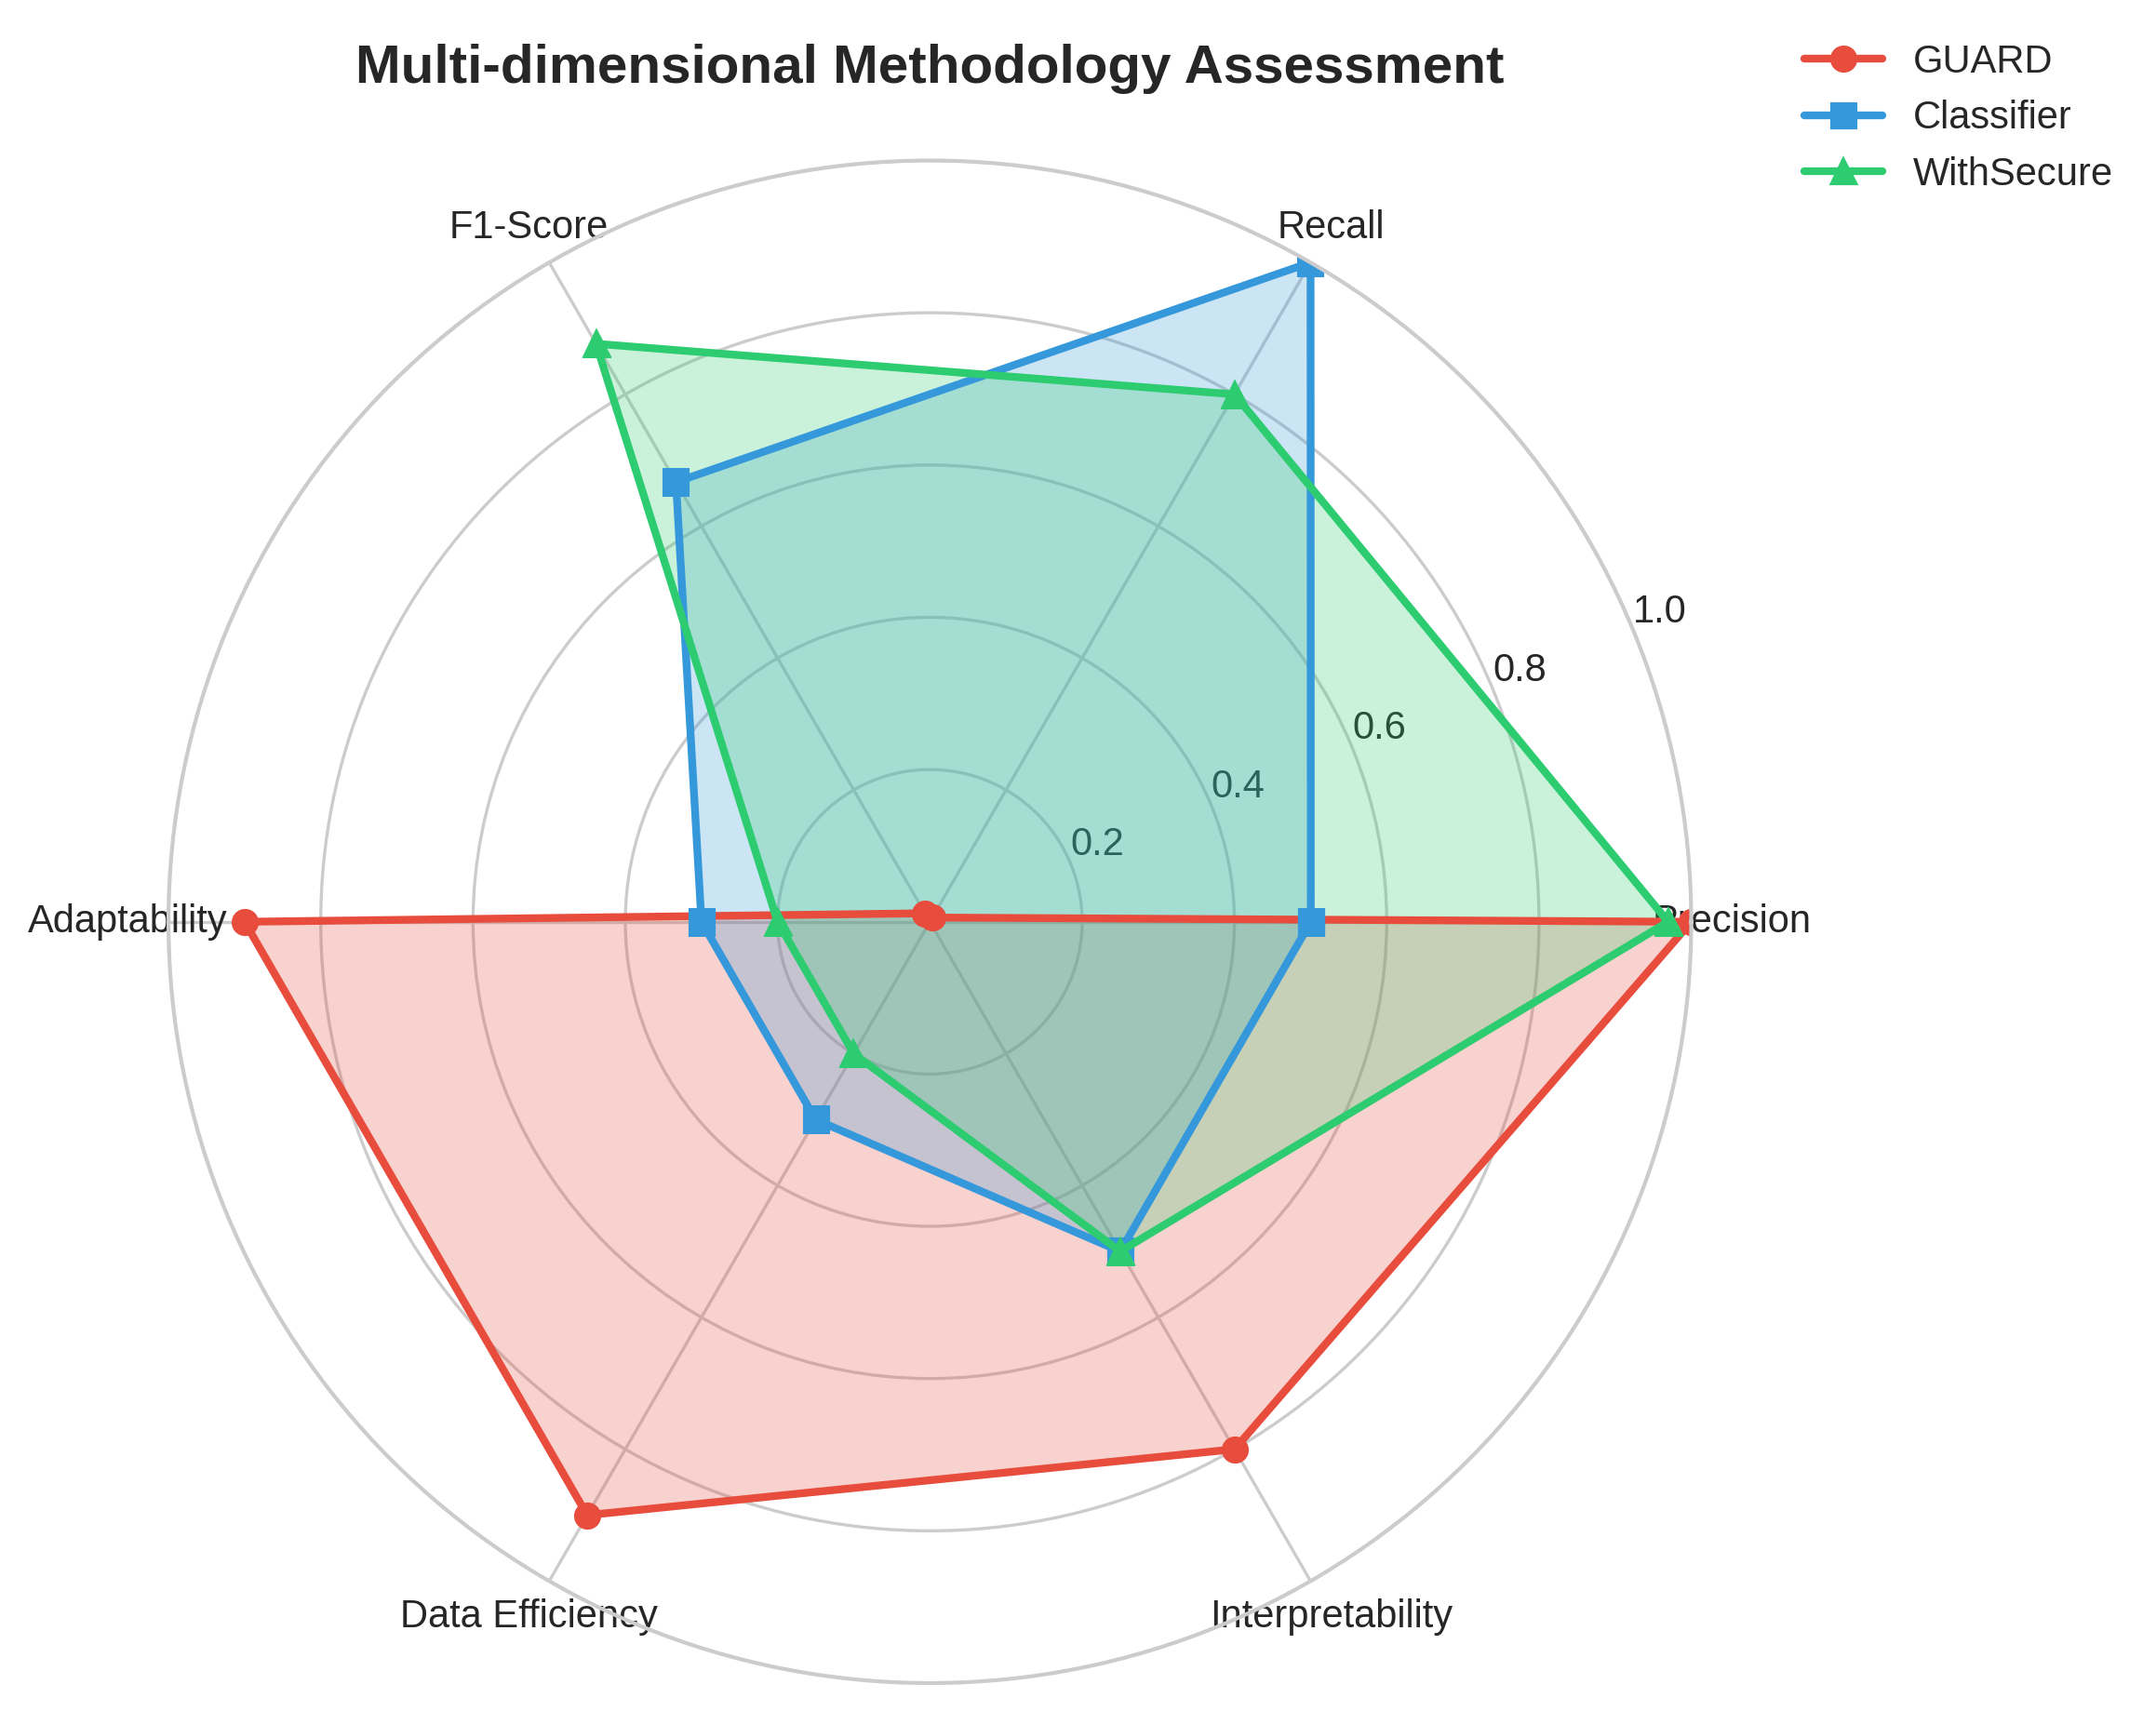 Multi-dimensional Methodology Assessment
GUARD
Classifier
WithSecure
F1-Score
Recall
1.0
0.8
0.6
0.4
0.2
Adaptability
Precision
Data Efficiency
Interpretability